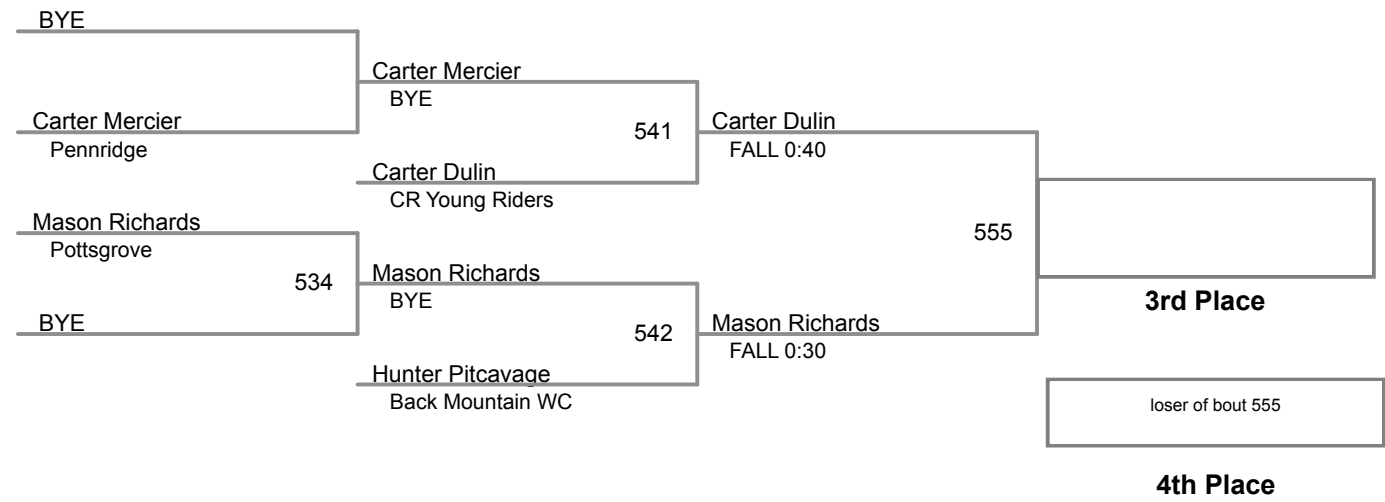 BYE
Carter Mercier
BYE
Carter Mercier
Pennridge
541
Carter Dulin
FALL 0:40
Carter Dulin
CR Young Riders
Mason Richards
Pottsgrove
555
534
Mason Richards
BYE
3rd Place
BYE
542
Mason Richards
FALL 0:30
Hunter Pitcavage
Back Mountain WC
loser of bout 555
4th Place